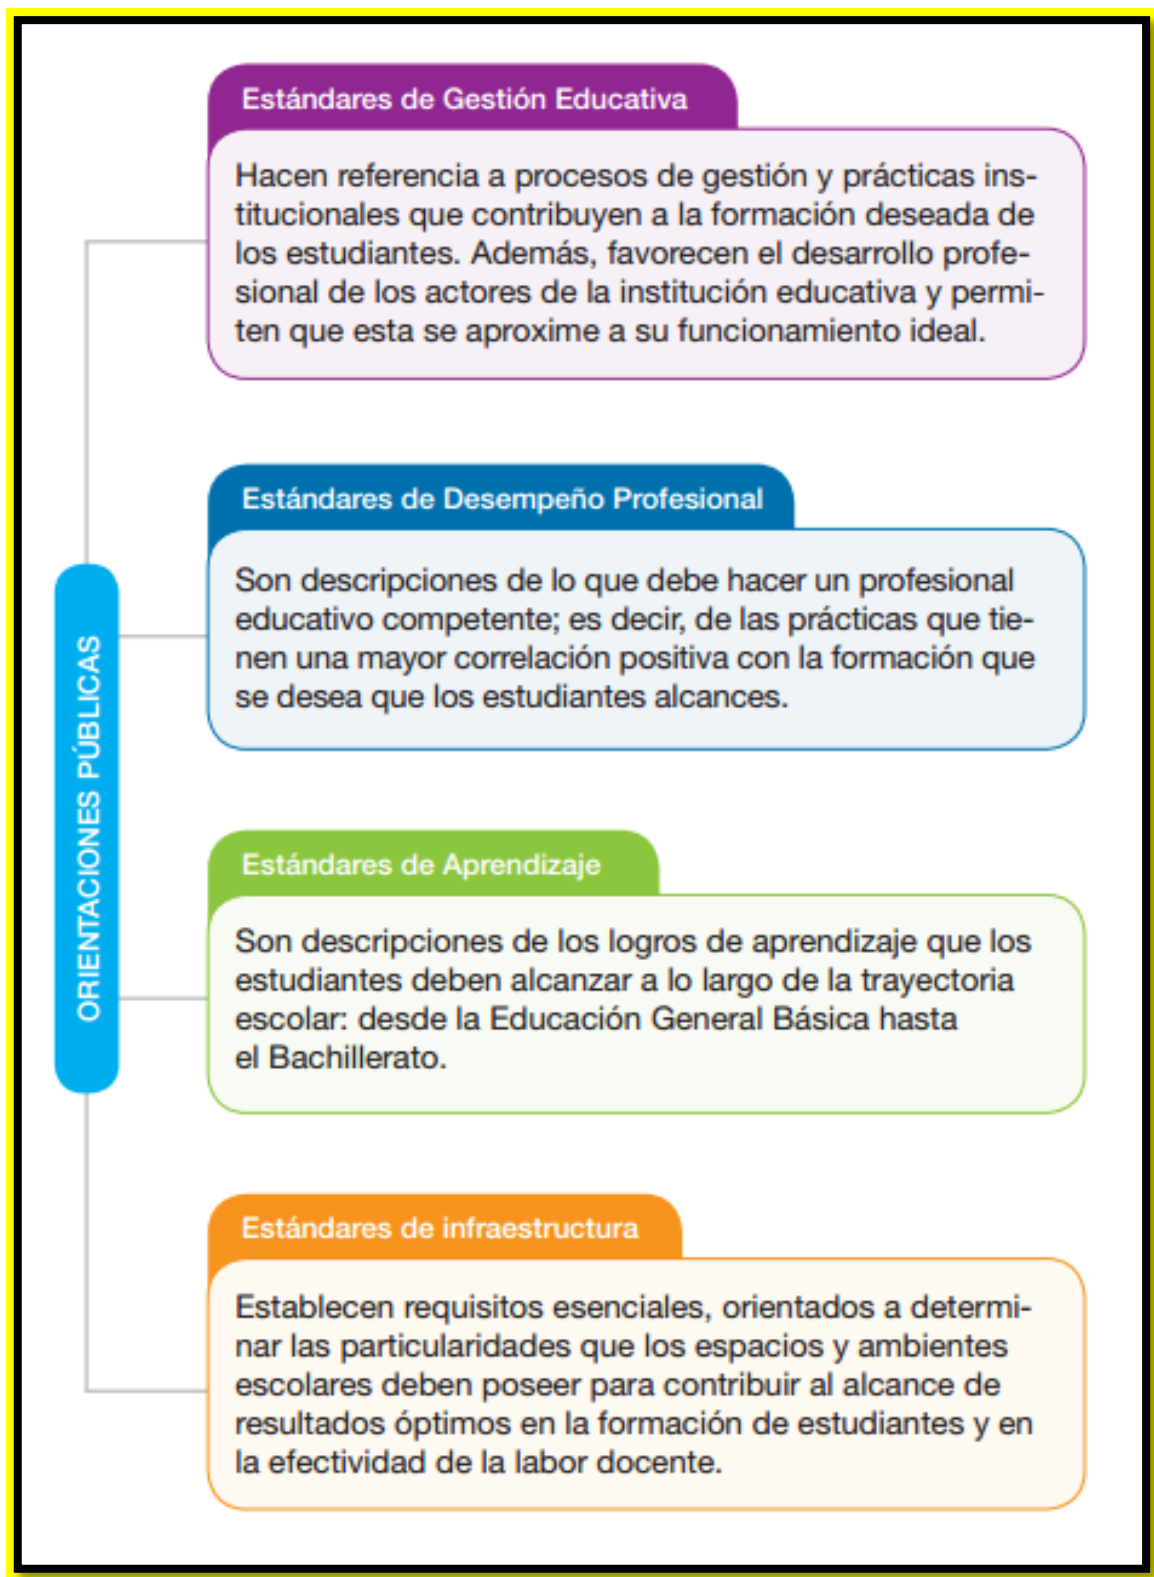 Estándares de Gestión Educativa
Hacen referencia a procesos de gestión y prácticas ins-
titucionales que contribuyen a la formación deseada de
los estudiantes. Además, favorecen el desarrollo profe-
sional de los actores de la institución educativa y permi-
ten que esta se aproxime a su funcionamiento ideal.
Estándares de Desempeño Profesional
Son descripciones de lo que debe hacer un profesional
educativo competente; es decir, de las prácticas que tie-
nen una mayor correlación positiva con la formación que
se desea que los estudiantes alcances.
ORIENTACIONES PÚBLICAS
Estándares de Aprendizaje
Son descripciones de los logros de aprendizaje que los
estudiantes deben alcanzar a lo largo de la trayectoria
escolar: desde la Educación General Básica hasta
el Bachillerato.
Estándares de infraestructura
Establecen requisitos esenciales, orientados a determi-
nar las particularidades que los espacios y ambientes
escolares deben poseer para contribuir al alcance de
resultados óptimos en la formación de estudiantes y en
la efectividad de la labor docente.